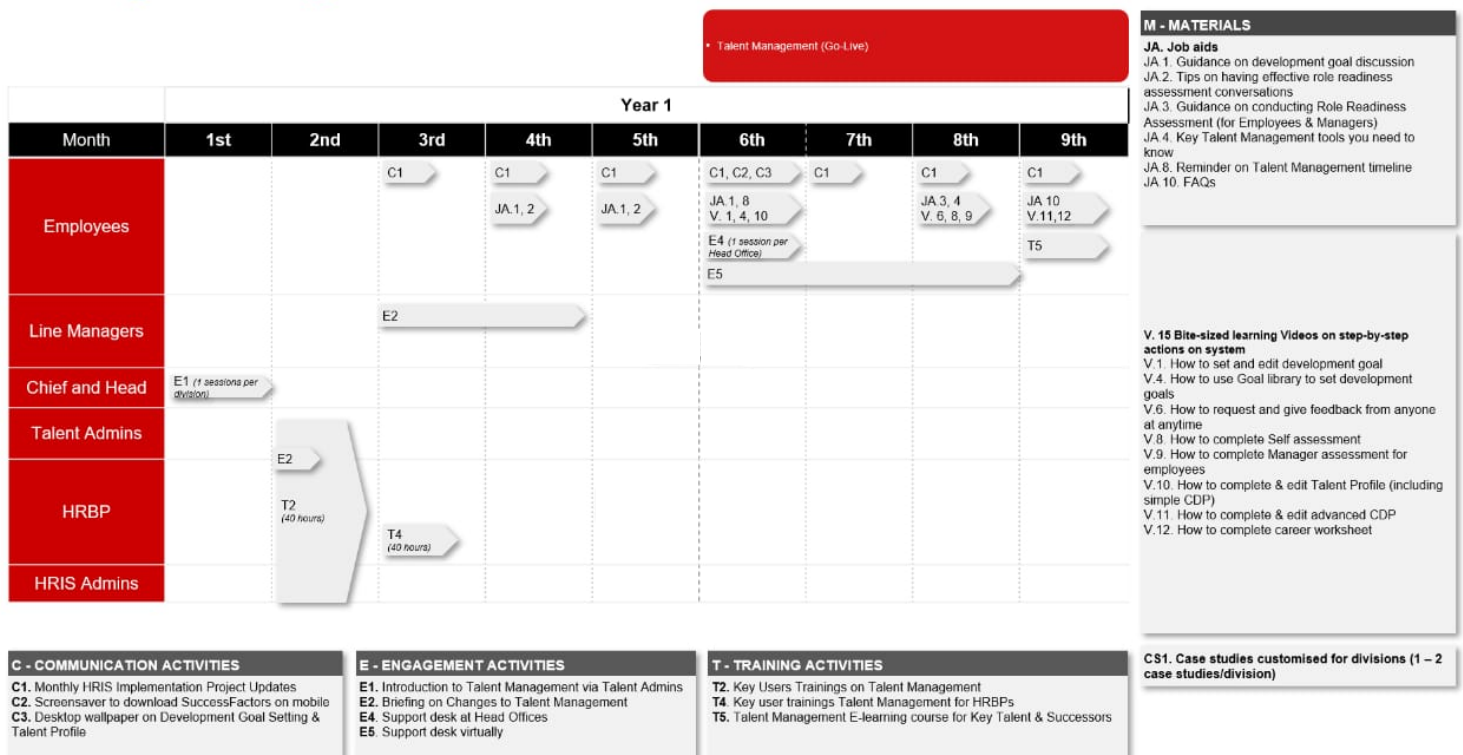 • Talent Management (Go-Live)
Year 1
Month 1st 2nd 3rd 4th 5th 6th 7th 8th 9th
Employees
C1
C1
C1
C1, C2, C3
C1
C1
C1
JA.1, 2
JA.1, 2
JA.1, 8
V. 1, 4, 10
JA.3, 4
V. 6, 8, 9
JA 10
V.11,12
E4 (1 session per
Head Office)
T5
E5
Line Managers
E2
Chief and Head
E1 (1 sessions per
division)
Talent Admins
E2
HRBP
T2
(40 hours)
T4
(40 hours)
HRIS Admins
M - MATERIALS
JA. Job aids
JA.1. Guidance on development goal discussion
JA.2. Tips on having effective role readiness
assessment conversations
JA.3. Guidance on conducting Role Readiness
Assessment (for Employees & Managers)
JA.4. Key Talent Management tools you need to
know
JA.8. Reminder on Talent Management timeline
JA.10. FAQs
V. 15 Bite-sized learning Videos on step-by-step
actions on system
V.1. How to set and edit development goal
V.4. How to use Goal library to set development
goals
V.6. How to request and give feedback from anyone
at anytime
V.8. How to complete Self assessment
V.9. How to complete Manager assessment for
employees
V.10. How to complete & edit Talent Profile (including
simple CDP)
V.11. How to complete & edit advanced CDP
V.12. How to complete career worksheet
CS1. Case studies customised for divisions (1 – 2
case studies/division)
C - COMMUNICATION ACTIVITIES
C1. Monthly HRIS Implementation Project Updates
C2. Screensaver to download SuccessFactors on mobile
C3. Desktop wallpaper on Development Goal Setting &
Talent Profile
E - ENGAGEMENT ACTIVITIES
E1. Introduction to Talent Management via Talent Admins
E2. Briefing on Changes to Talent Management
E4. Support desk at Head Offices
E5. Support desk virtually
T - TRAINING ACTIVITIES
T2. Key Users Trainings on Talent Management
T4. Key user trainings Talent Management for HRBPs
T5. Talent Management E-learning course for Key Talent & Successors